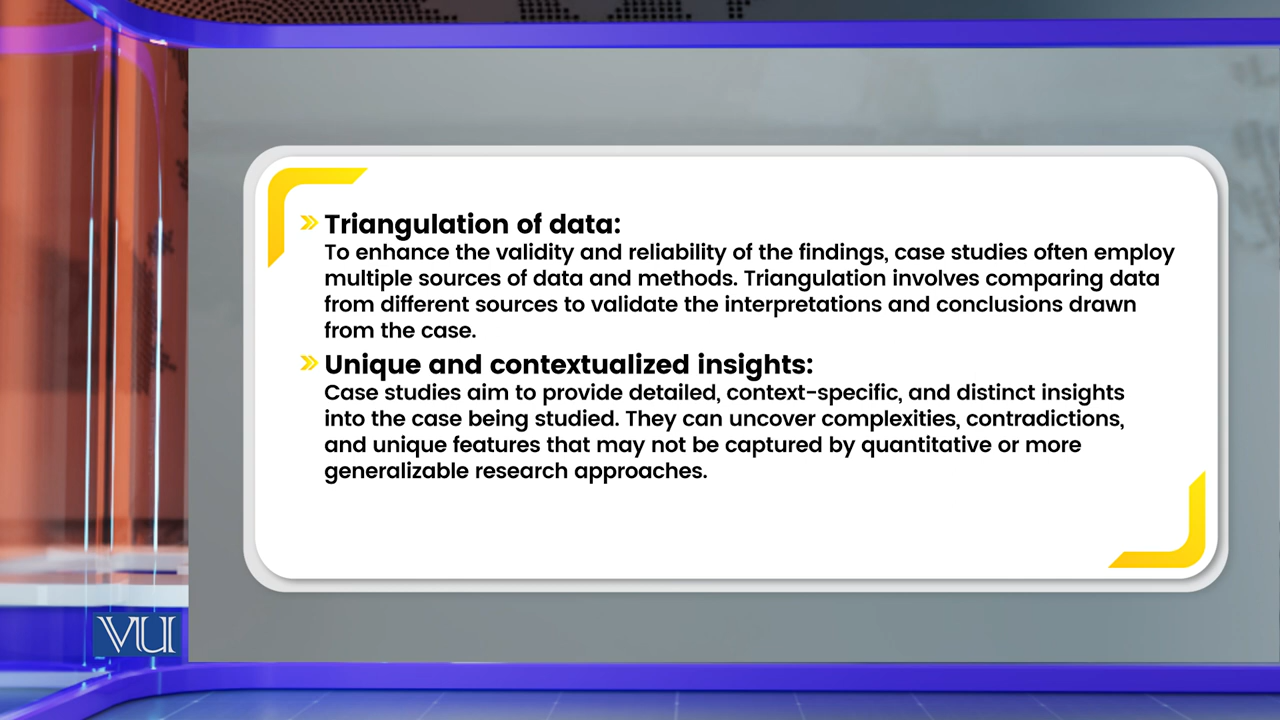 Triangulation of data:
To enhance the validity and reliability of the findings, case studies often employ
multiple sources of data and methods. Triangulation involves comparing data
from different sources to validate the interpretations and conclusions drawn
from the case.
Unique and contextualized insights:
Case studies aim to provide detailed, context-specific, and distinct insights
into the case being studied. They can uncover complexities, contradictions,
and unique features that may not be captured by quantitative or more
generalizable research approaches.
VU